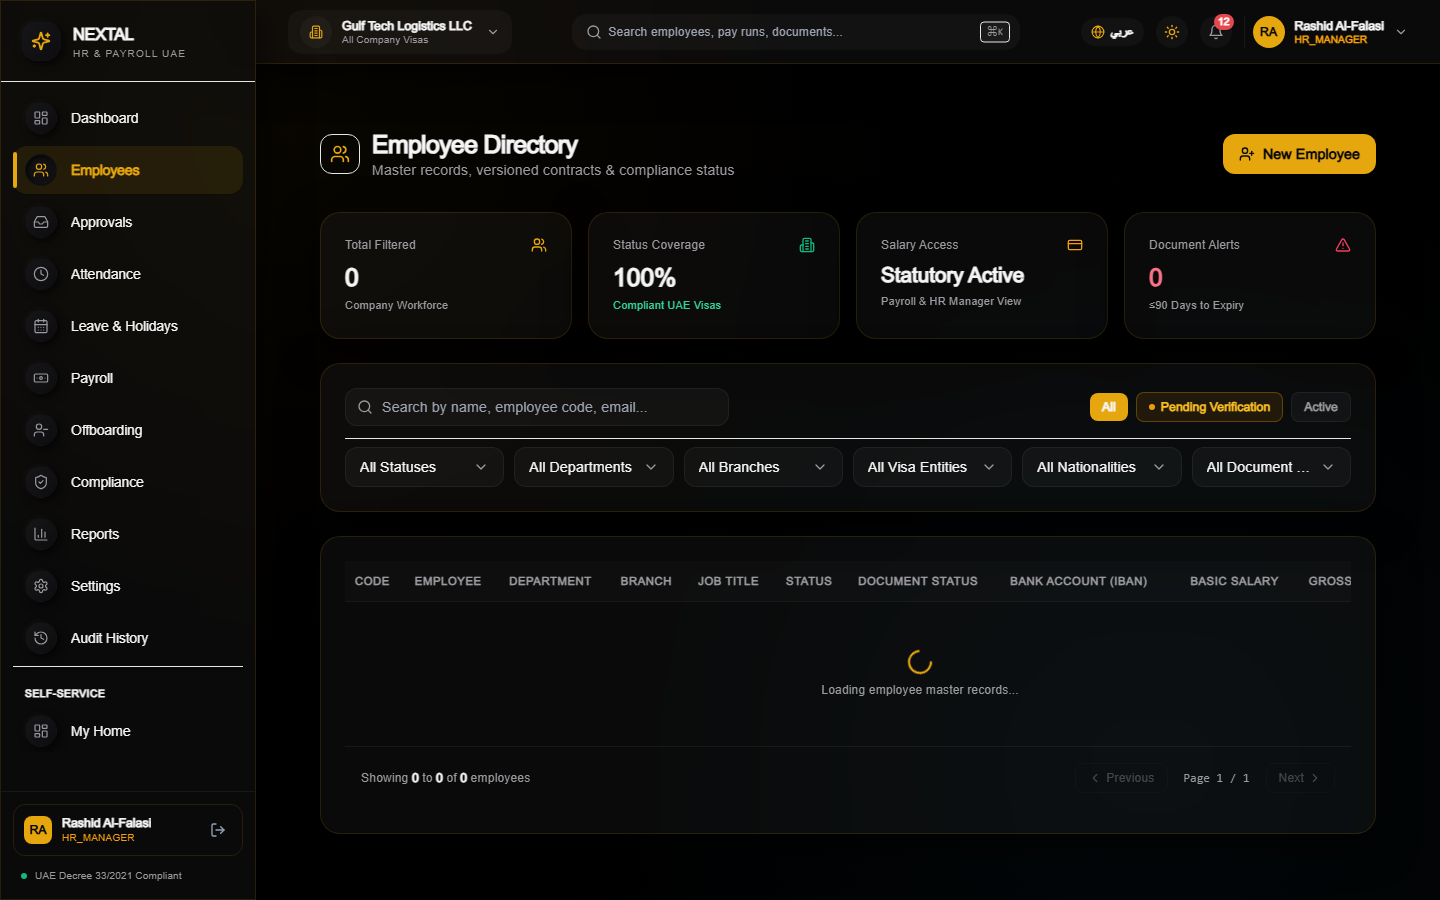 NEXTAL
HR & PAYROLL UAE
Dashboard
Employees
Approvals
Attendance
Leave & Holidays
Payroll
Offboarding
Compliance
Reports
Settings
Audit History
SELF-SERVICE
My Home
RA
Rashid Al-Falasi
HR_MANAGER
UAE Decree 33/2021 Compliant
Gulf Tech Logistics LLC
All Company Visas
Search employees, pay runs, documents...
⌘K
عربي
12
RA
Rashid Al-Falasi
HR_MANAGER
Employee Directory
Master records, versioned contracts & compliance status
New Employee
Total Filtered
0
Company Workforce
Status Coverage
100%
Compliant UAE Visas
Salary Access
Statutory Active
Payroll & HR Manager View
Document Alerts
0
≤90 Days to Expiry
Search by name, employee code, email...
All
Pending Verification
Active
All Statuses
All Departments
All Branches
All Visa Entities
All Nationalities
All Document ...
CODE EMPLOYEE DEPARTMENT BRANCH JOB TITLE STATUS DOCUMENT STATUS BANK ACCOUNT (IBAN) BASIC SALARY GROSS
Loading employee master records...
Showing 0 to 0 of 0 employees
Previous
Page 1 / 1
Next